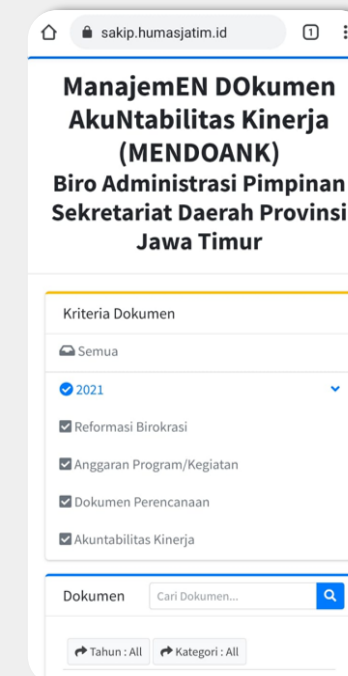 sakip.humasjatim.id
1
ManajemEN DOkumen
AkuNtabilitas Kinerja
(MENDOANK)
Biro Administrasi Pimpinan
Sekretariat Daerah Provinsi
Jawa Timur
Kriteria Dokumen
Semua
2021
Reformasi Birokrasi
Anggaran Program/Kegiatan
Dokumen Perencanaan
Akuntabilitas Kinerja
Dokumen Cari Dokumen...
Tahun : All Kategori : All